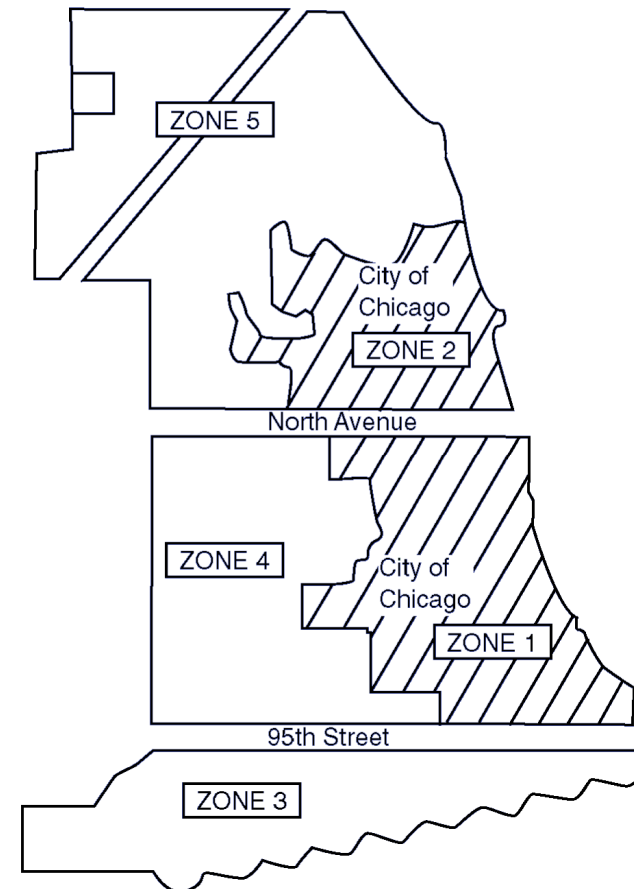 ZONE 5
City of
Chicago
ZONE 2
North Avenue
ZONE 4
City of
Chicago
ZONE 1
95th Street
ZONE 3